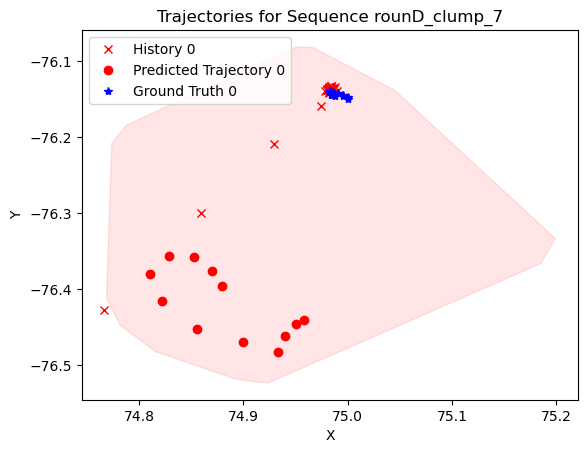 Trajectories for Sequence rounD_clump_7
History 0
Predicted Trajectory 0
Ground Truth 0
−76.1
−76.2
−76.3
−76.4
−76.5
Y
74.8 74.9 75.0 75.1 75.2
X